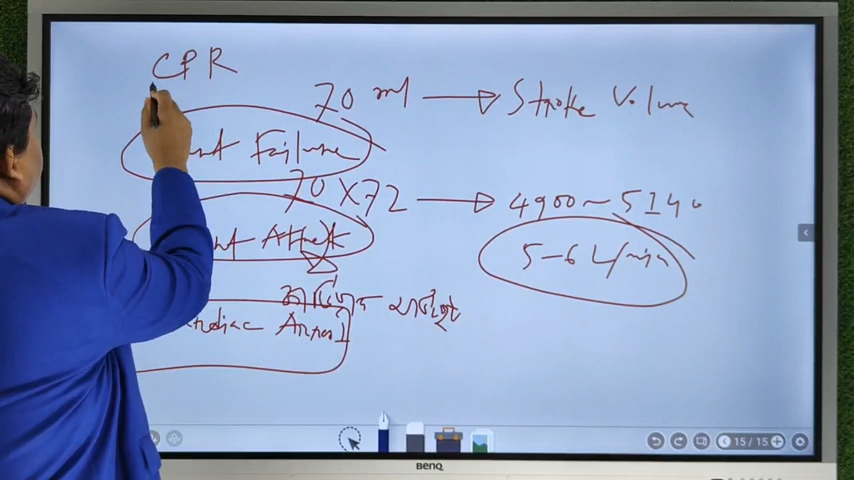 CPR
70 ml → Stroke Volume
Failure
70 X 72 → 4900 ~ 5140
Attack
5-6 L/min
Arrest
15/15
BENQ